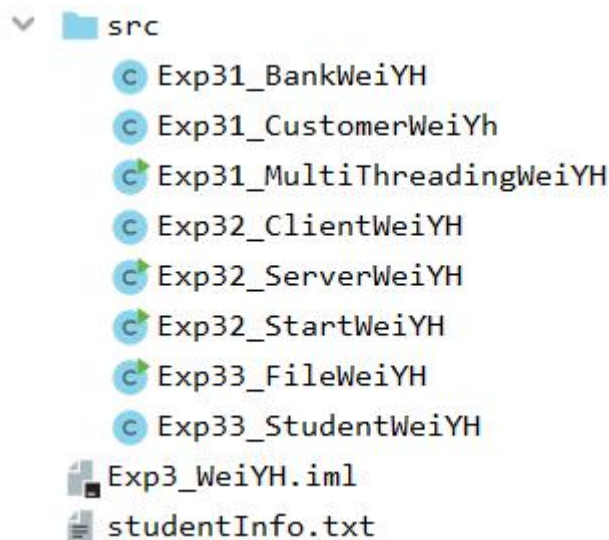 src
C Exp31_BankWeiYH
C Exp31_CustomerWeiYh
C Exp31_MultiThreadingWeiYH
C Exp32_ClientWeiYH
C Exp32_ServerWeiYH
C Exp32_StartWeiYH
C Exp33_FileWeiYH
C Exp33_StudentWeiYH
Exp3_WeiYH.iml
studentInfo.txt